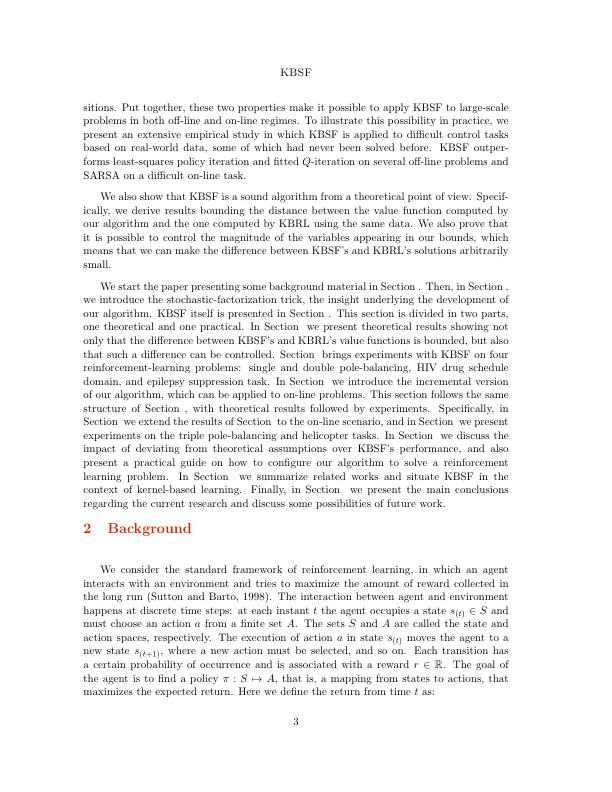 KBSF
sitions. Put together, these two properties make it possible to apply KBSF to large-scale
problems in both off-line and on-line regimes. To illustrate this possibility in practice, we
present an extensive empirical study in which KBSF is applied to difficult control tasks
based on real-world data, some of which had never been solved before. KBSF outper-
forms least-squares policy iteration and fitted Q-iteration on several off-line problems and
SARSA on a difficult on-line task.
We also show that KBSF is a sound algorithm from a theoretical point of view. Specif-
ically, we derive results bounding the distance between the value function computed by
our algorithm and the one computed by KBRL using the same data. We also prove that
it is possible to control the magnitude of the variables appearing in our bounds, which
means that we can make the difference between KBSF's and KBRL's solutions arbitrarily
small.
We start the paper presenting some background material in Section . Then, in Section ,
we introduce the stochastic-factorization trick, the insight underlying the development of
our algorithm. KBSF itself is presented in Section . This section is divided in two parts,
one theoretical and one practical. In Section we present theoretical results showing not
only that the difference between KBSF's and KBRL's value functions is bounded, but also
that such a difference can be controlled. Section brings experiments with KBSF on four
reinforcement-learning problems: single and double pole-balancing, HIV drug schedule
domain, and epilepsy suppression task. In Section we introduce the incremental version
of our algorithm, which can be applied to on-line problems. This section follows the same
structure of Section , with theoretical results followed by experiments. Specifically, in
Section we extend the results of Section to the on-line scenario, and in Section we present
experiments on the triple pole-balancing and helicopter tasks. In Section we discuss the
impact of deviating from theoretical assumptions over KBSF's performance, and also
present a practical guide on how to configure our algorithm to solve a reinforcement
learning problem. In Section we summarize related works and situate KBSF in the
context of kernel-based learning. Finally, in Section we present the main conclusions
regarding the current research and discuss some possibilities of future work.
2 Background
We consider the standard framework of reinforcement learning, in which an agent
interacts with an environment and tries to maximize the amount of reward collected in
the long run (Sutton and Barto, 1998). The interaction between agent and environment
happens at discrete time steps: at each instant t the agent occupies a state s(t) ∈ S and
must choose an action a from a finite set A. The sets S and A are called the state and
action spaces, respectively. The execution of action a in state s(t) moves the agent to a
new state s(t+1), where a new action must be selected, and so on. Each transition has
a certain probability of occurrence and is associated with a reward r ∈ ℝ. The goal of
the agent is to find a policy π : S ↦ A, that is, a mapping from states to actions, that
maximizes the expected return. Here we define the return from time t as:
3